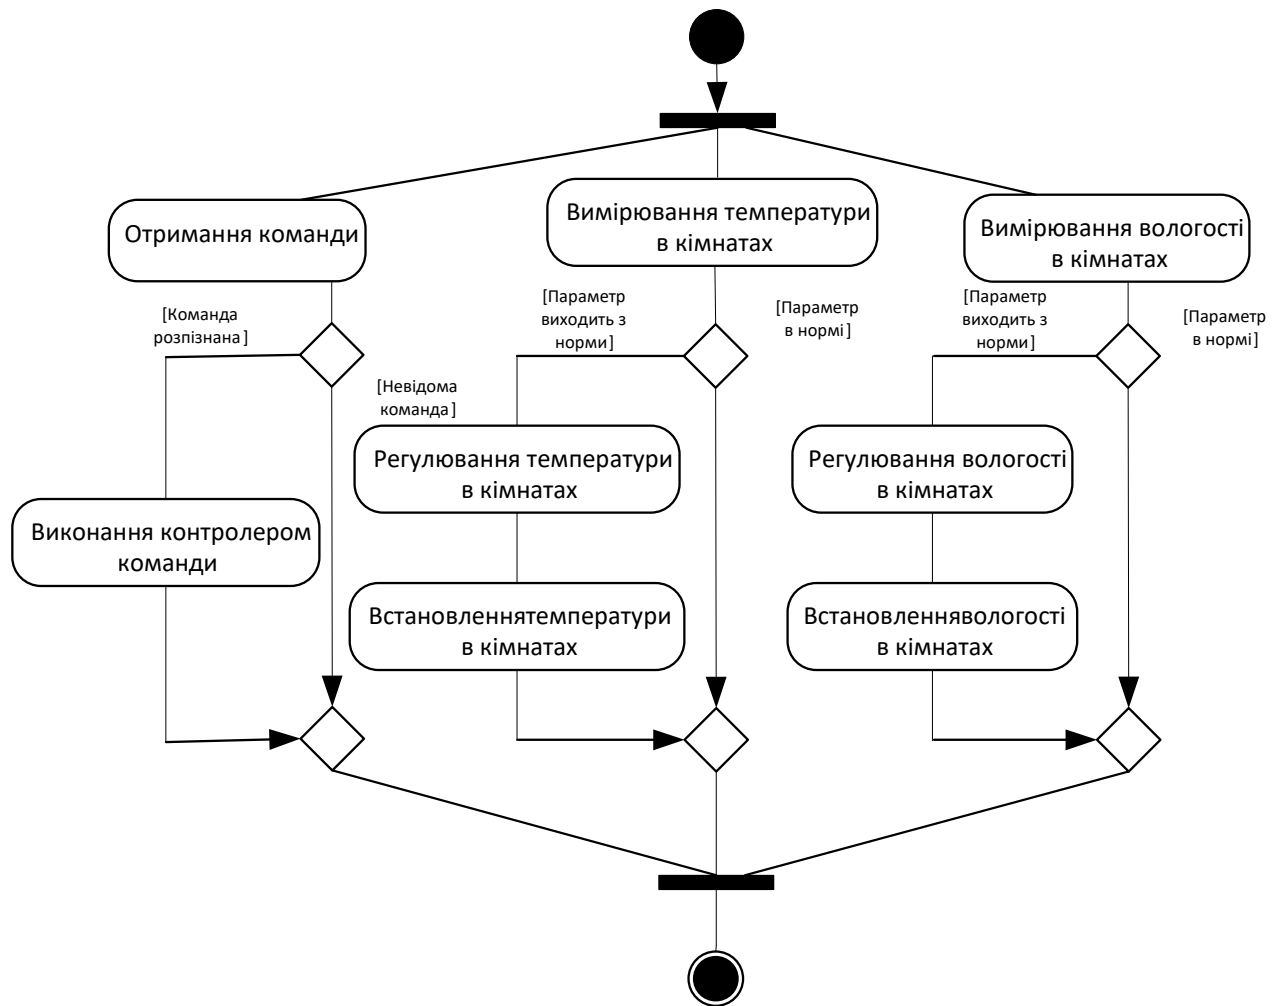 Отримання команди
Вимірювання температури
в кімнатах
Вимірювання вологості
в кімнатах
[Команда
розпізнана]
[Невідома
команда]
[Параметр
виходить з
норми]
[Параметр
в нормі]
[Параметр
виходить з
норми]
[Параметр
в нормі]
Виконання контролером
команди
Регулювання температури
в кімнатах
Регулювання вологості
в кімнатах
Встановленнятемператури
в кімнатах
Встановленнявологості
в кімнатах